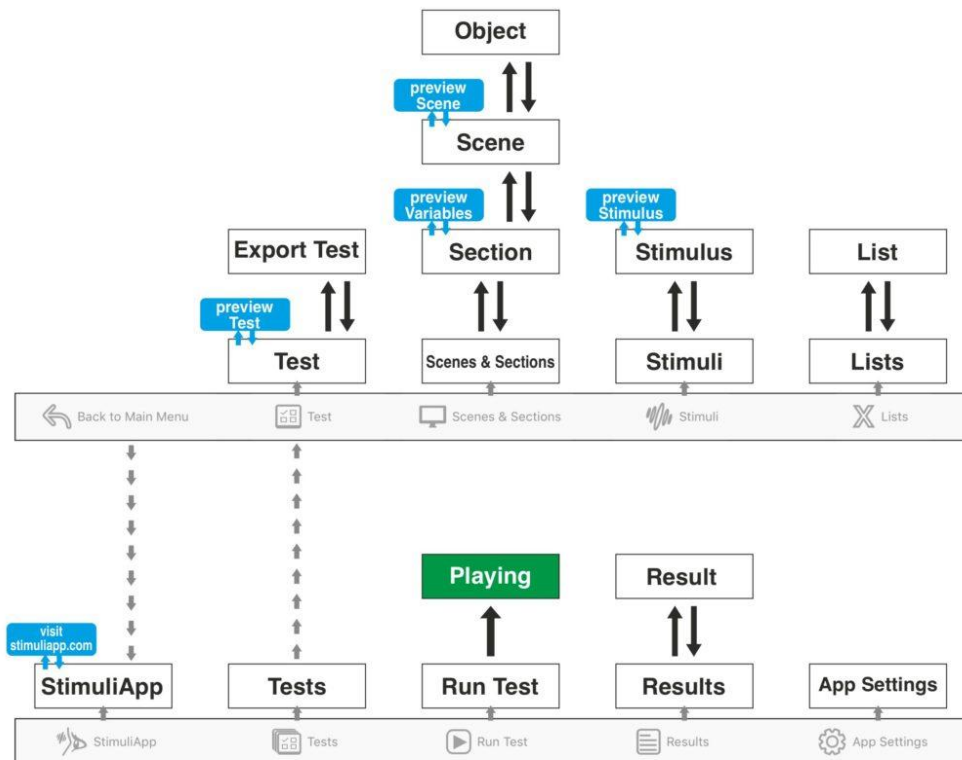 Object
preview
Scene
Scene
preview
Variables
preview
Stimulus
Export Test
Section
Stimulus
List
preview
Test
Test
Scenes & Sections
Stimuli
Lists
Back to Main Menu
Test
Scenes & Sections
Stimuli
Lists
Playing
Result
visit
stimuliapp.com
StimuliApp
Tests
Run Test
Results
App Settings
StimuliApp
Tests
Run Test
Results
App Settings